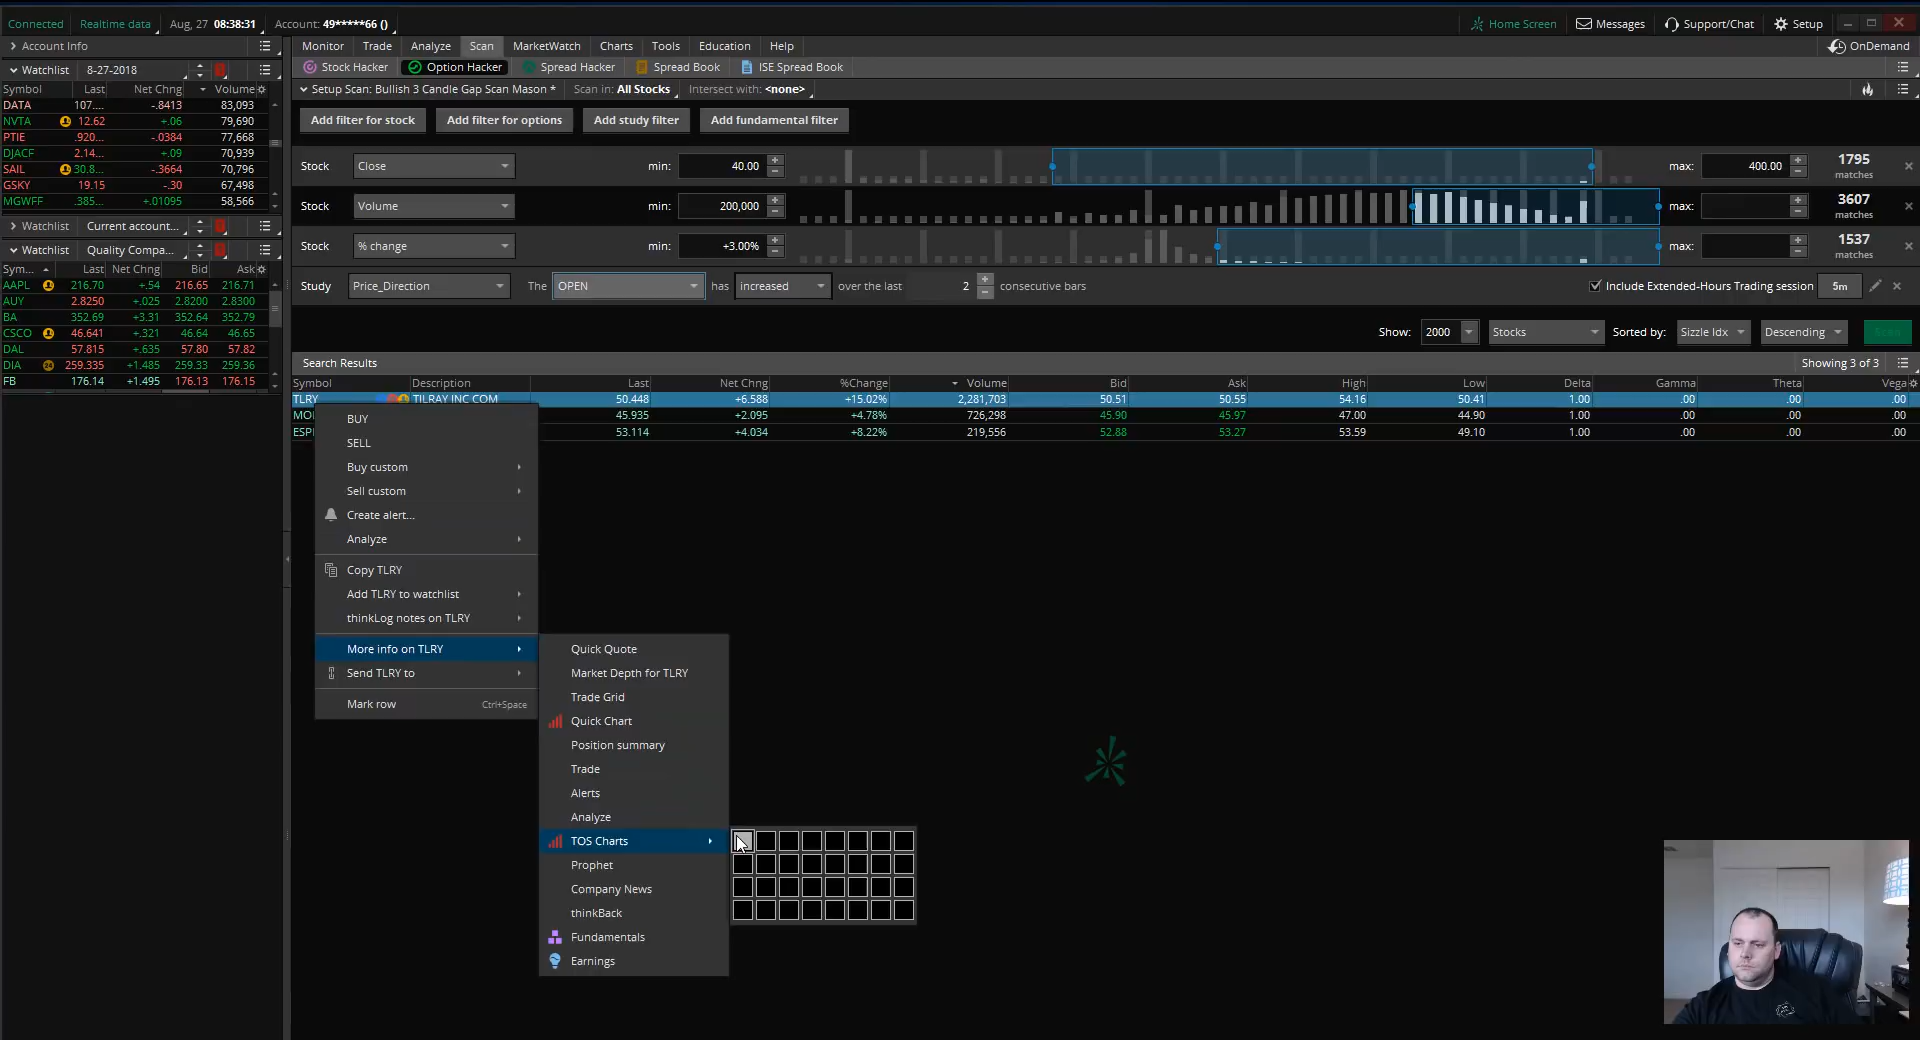 Connected Realtime data Aug, 27 08:38:31 Account: 49*****66 () Home Screen Messages Support/Chat Setup
Account Info
Monitor Trade Analyze Scan MarketWatch Charts Tools Education Help OnDemand
Watchlist 8-27-2018
Stock Hacker Option Hacker Spread Hacker Spread Book ISE Spread Book
Symbol Last Net Chng Volume
Setup Scan: Bullish 3 Candle Gap Scan Mason * Scan in: All Stocks Intersect with: <none>
DATA 107.... -.8413 83,093
NVTA 12.62 +.06 79,690
PTIE .920... -.0384 77,668
DJACF 2.14... +.09 70,939
SAIL 30.8... -.3664 70,796
GSKY 19.15 -.30 67,498
MGWFF .385... +.01095 58,566
Add filter for stock Add filter for options Add study filter Add fundamental filter
Stock Close min: 40.00 max: 400.00 1795 matches
Stock Volume min: 200,000 max: 3607 matches
Stock % change min: +3.00% max: 1537 matches
Study Price_Direction The OPEN has increased over the last 2 consecutive bars Include Extended-Hours Trading session 5m
Watchlist Current account...
Watchlist Quality Compa...
Sym... Last Net Chng Bid Ask
AAPL 216.70 +.54 216.65 216.71
AUY 2.8250 +.025 2.8200 2.8300
BA 352.69 +3.31 352.64 352.79
CSCO 46.641 +.321 46.64 46.65
DAL 57.815 +.635 57.80 57.82
DIA 259.335 +1.485 259.33 259.36
FB 176.14 +1.495 176.13 176.15
Show: 2000 Stocks Sorted by: Sizzle Idx Descending
Search Results Showing 3 of 3
Symbol Description Last Net Chng %Change Volume Bid Ask High Low Delta Gamma Theta Vega
TLRY TILRAY INC COM 50.448 +6.588 +15.02% 2,281,703 50.51 50.55 54.16 50.41 1.00 .00 .00 .00
45.935 +2.095 +4.78% 726,298 45.90 45.97 47.00 44.90 1.00 .00 .00 .00
53.114 +4.034 +8.22% 219,556 52.88 53.27 53.59 49.10 1.00 .00 .00 .00
BUY
SELL
Buy custom
Sell custom
Create alert...
Analyze
Copy TLRY
Add TLRY to watchlist
thinkLog notes on TLRY
More info on TLRY
Send TLRY to
Mark row Ctrl+Space
Quick Quote
Market Depth for TLRY
Trade Grid
Quick Chart
Position summary
Trade
Alerts
Analyze
TOS Charts
Prophet
Company News
thinkBack
Fundamentals
Earnings